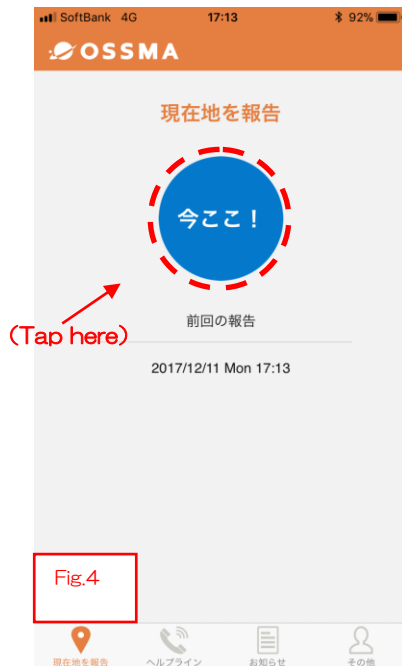 SoftBank 4G 17:13 92%
OSSMA
現在地を報告
今ここ！
(Tap here)
前回の報告
2017/12/11 Mon 17:13
Fig.4
現在地を報告 ヘルプライン お知らせ その他